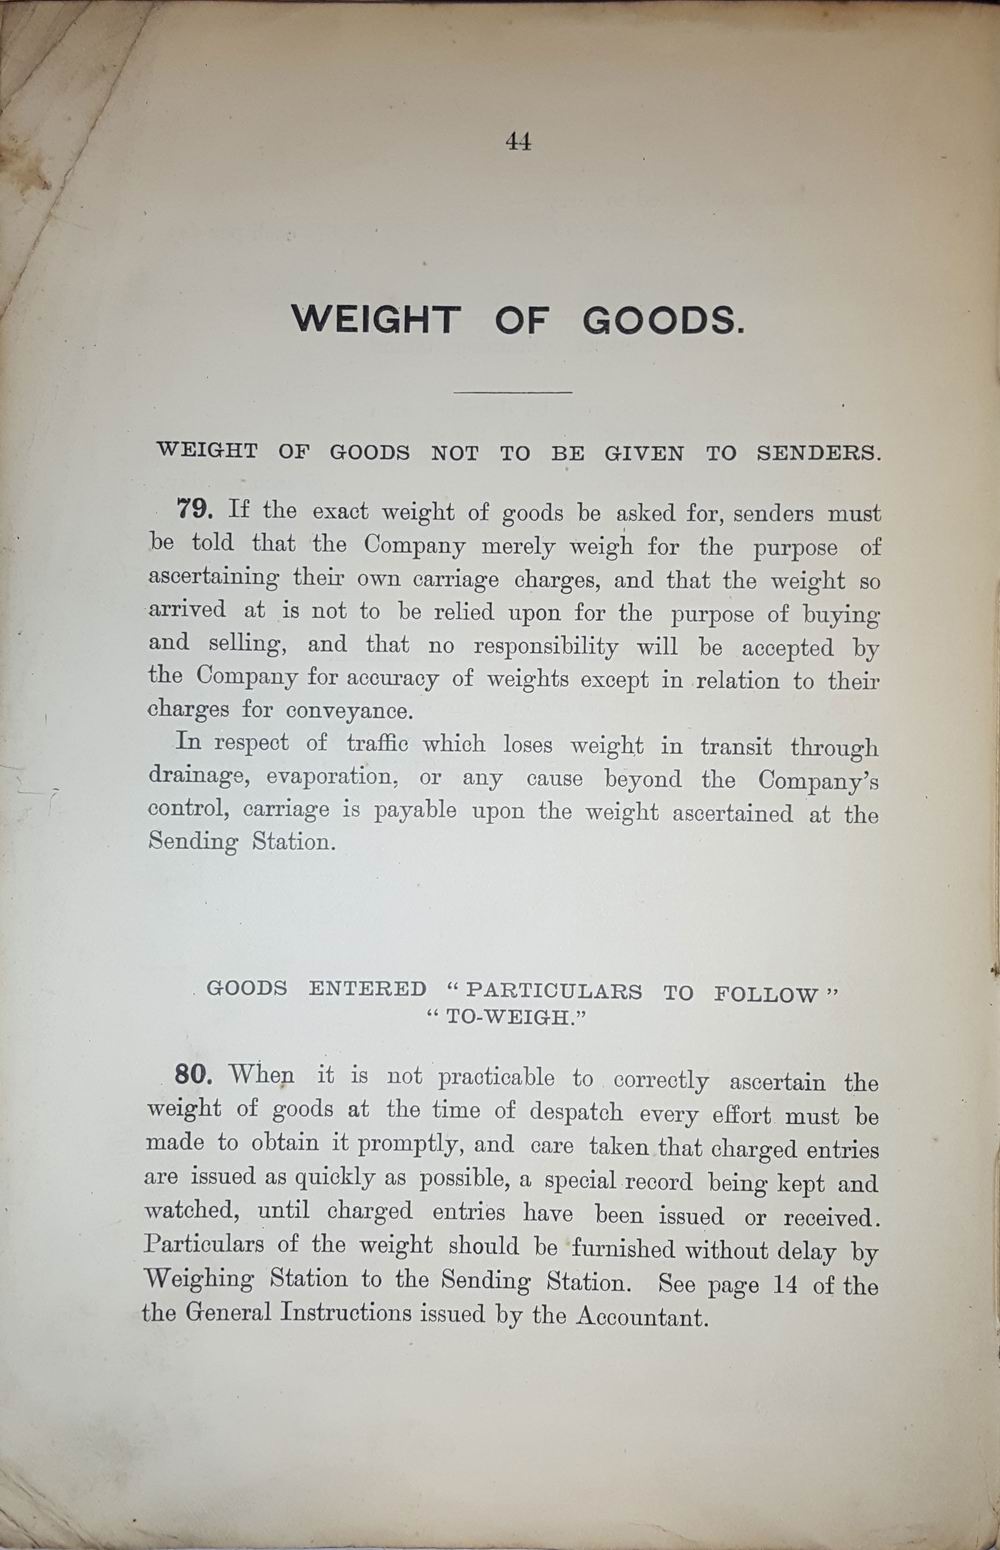 44
WEIGHT OF GOODS.
WEIGHT OF GOODS NOT TO BE GIVEN TO SENDERS.
79. If the exact weight of goods be asked for, senders must
be told that the Company merely weigh for the purpose of
ascertaining their own carriage charges, and that the weight so
arrived at is not to be relied upon for the purpose of buying
and selling, and that no responsibility will be accepted by
the Company for accuracy of weights except in relation to their
charges for conveyance.
In respect of traffic which loses weight in transit through
drainage, evaporation, or any cause beyond the Company's
control, carriage is payable upon the weight ascertained at the
Sending Station.
GOODS ENTERED “ PARTICULARS TO FOLLOW ”
“ TO-WEIGH.”
80. When it is not practicable to correctly ascertain the
weight of goods at the time of despatch every effort must be
made to obtain it promptly, and care taken that charged entries
are issued as quickly as possible, a special record being kept and
watched, until charged entries have been issued or received.
Particulars of the weight should be furnished without delay by
Weighing Station to the Sending Station. See page 14 of the
the General Instructions issued by the Accountant.